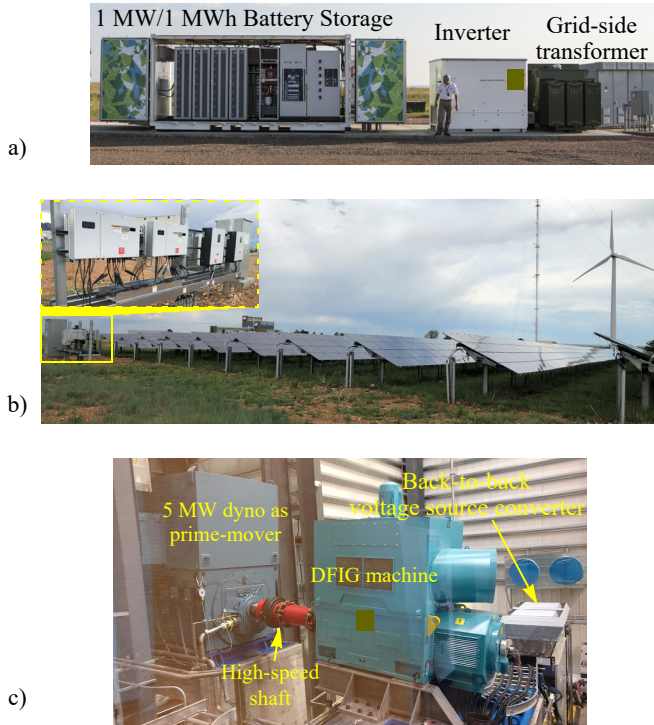 1 MW/1 MWh Battery Storage
Inverter
Grid-side
transformer
a)
b)
Back-to-back
voltage source converter
5 MW dyno as
prime-mover
DFIG machine
High-speed
shaft
c)